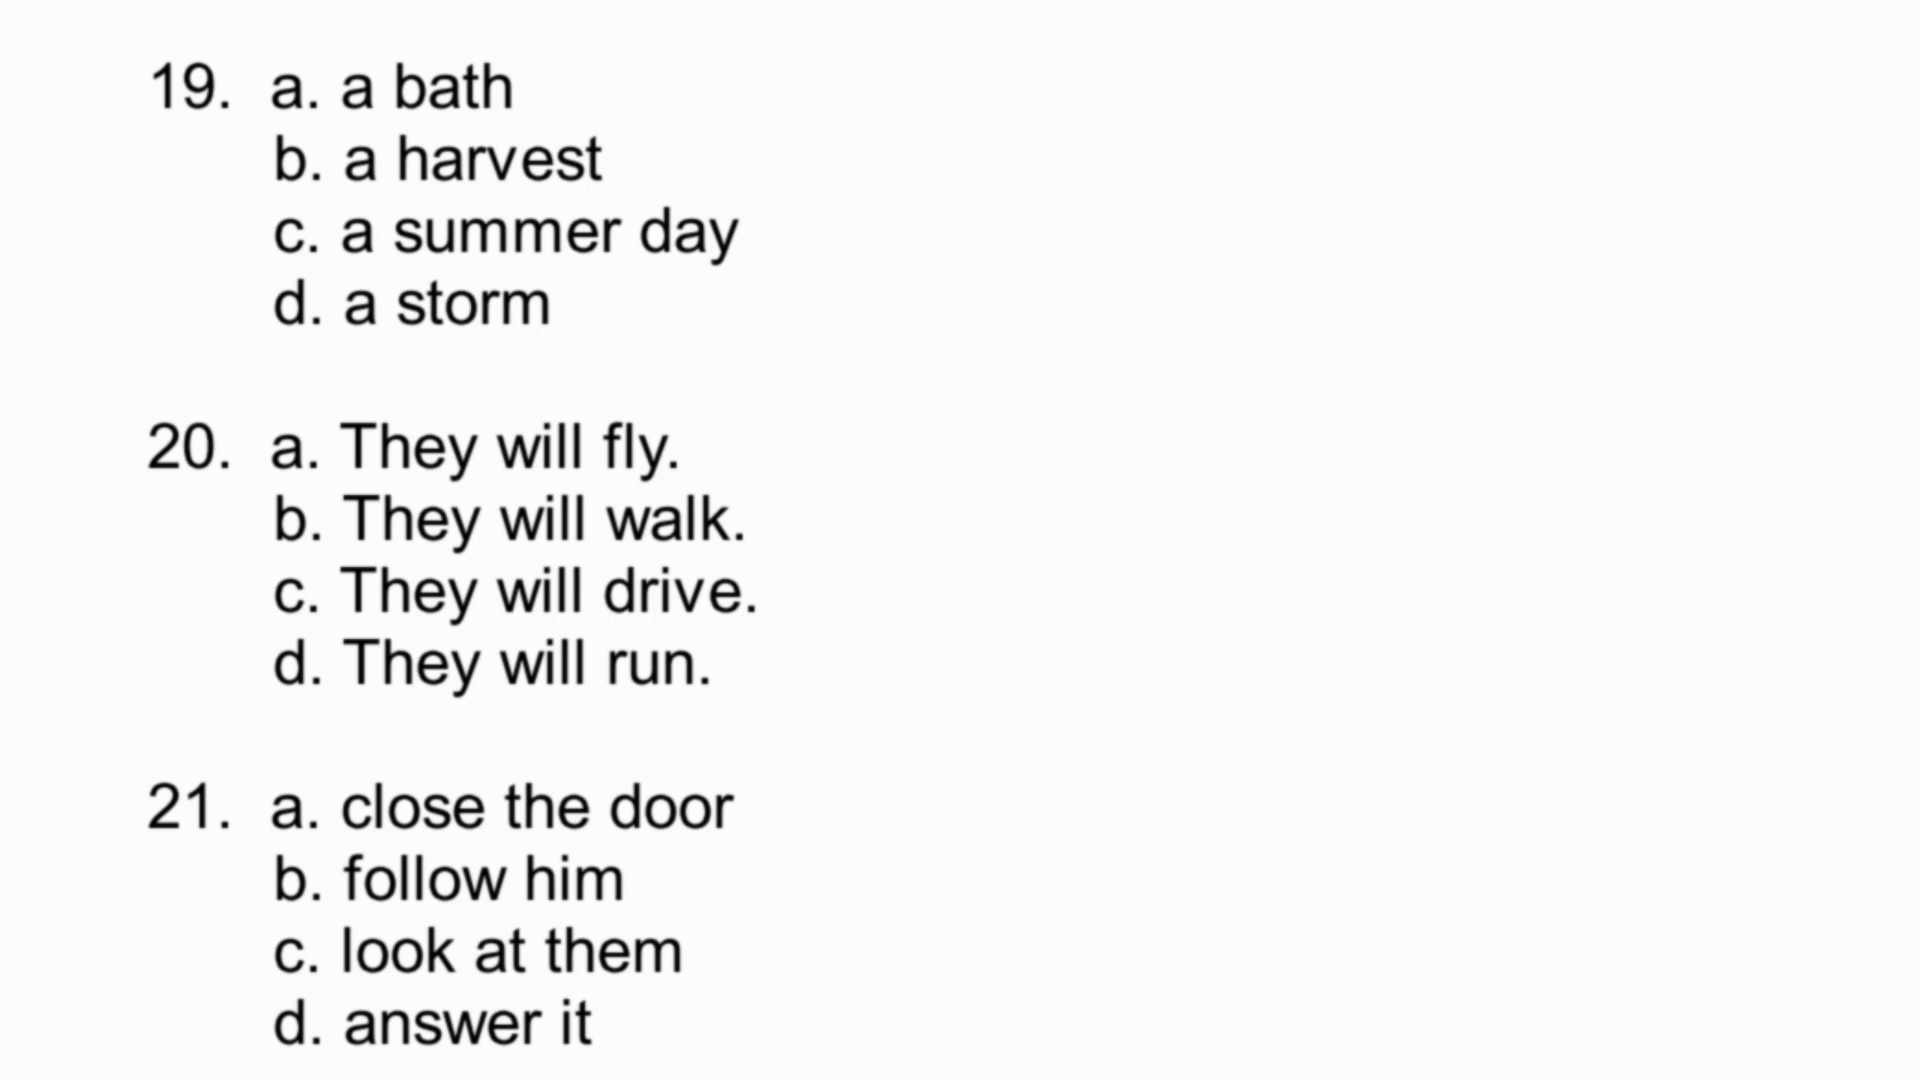 19. a. a bath
b. a harvest
c. a summer day
d. a storm
20. a. They will fly.
b. They will walk.
c. They will drive.
d. They will run.
21. a. close the door
b. follow him
c. look at them
d. answer it